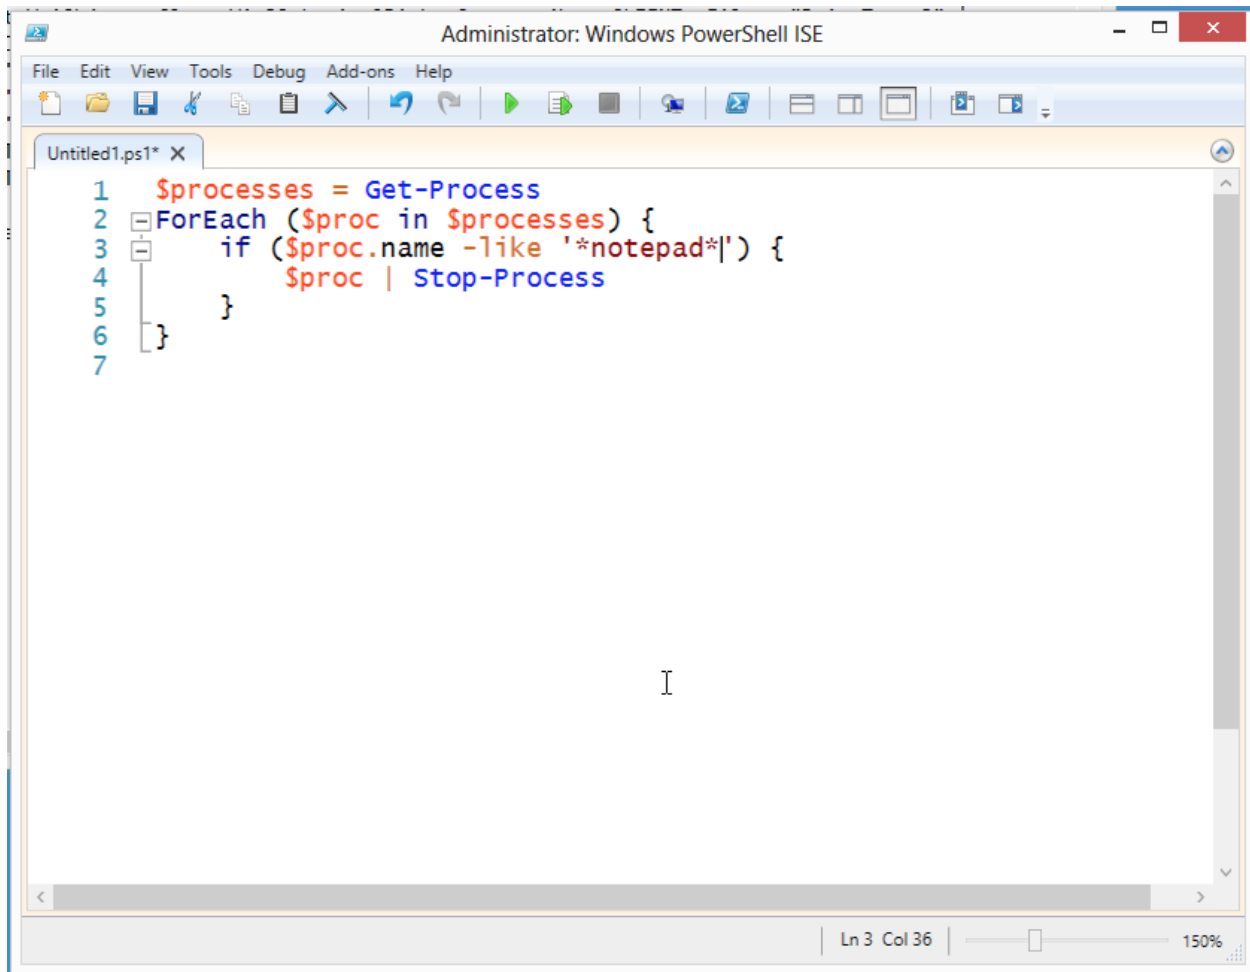 Administrator: Windows PowerShell ISE
File Edit View Tools Debug Add-ons Help
Untitled1.ps1* X
1 $processes = Get-Process
2 ForEach ($proc in $processes) {
3     if ($proc.name -like '*notepad*') {
4         $proc | Stop-Process
5     }
6 }
7
Ln 3 Col 36
150%